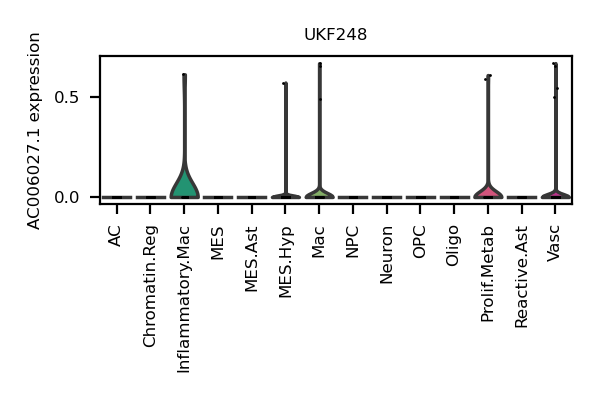 UKF248
AC006027.1 expression
0.5
0.0
AC
Chromatin.Reg
Inflammatory.Mac
MES
MES.Ast
MES.Hyp
Mac
NPC
Neuron
OPC
Oligo
Prolif.Metab
Reactive.Ast
Vasc